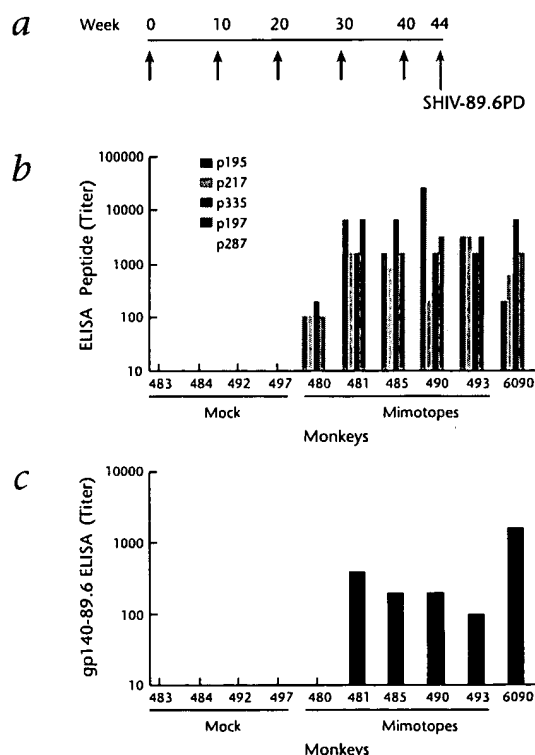 a
Week 0 10 20 30 40 44
SHIV-89.6PD
b
ELISA Peptide (Titer)
100000
10000
1000
100
10
p195
p217
p335
p197
p287
483 484 492 497 480 481 485 490 493 6090
Mock Mimotopes
Monkeys
c
gp140-89.6 ELISA (Titer)
10000
1000
100
10
483 484 492 497 480 481 485 490 493 6090
Mock Mimotopes
Monkeys